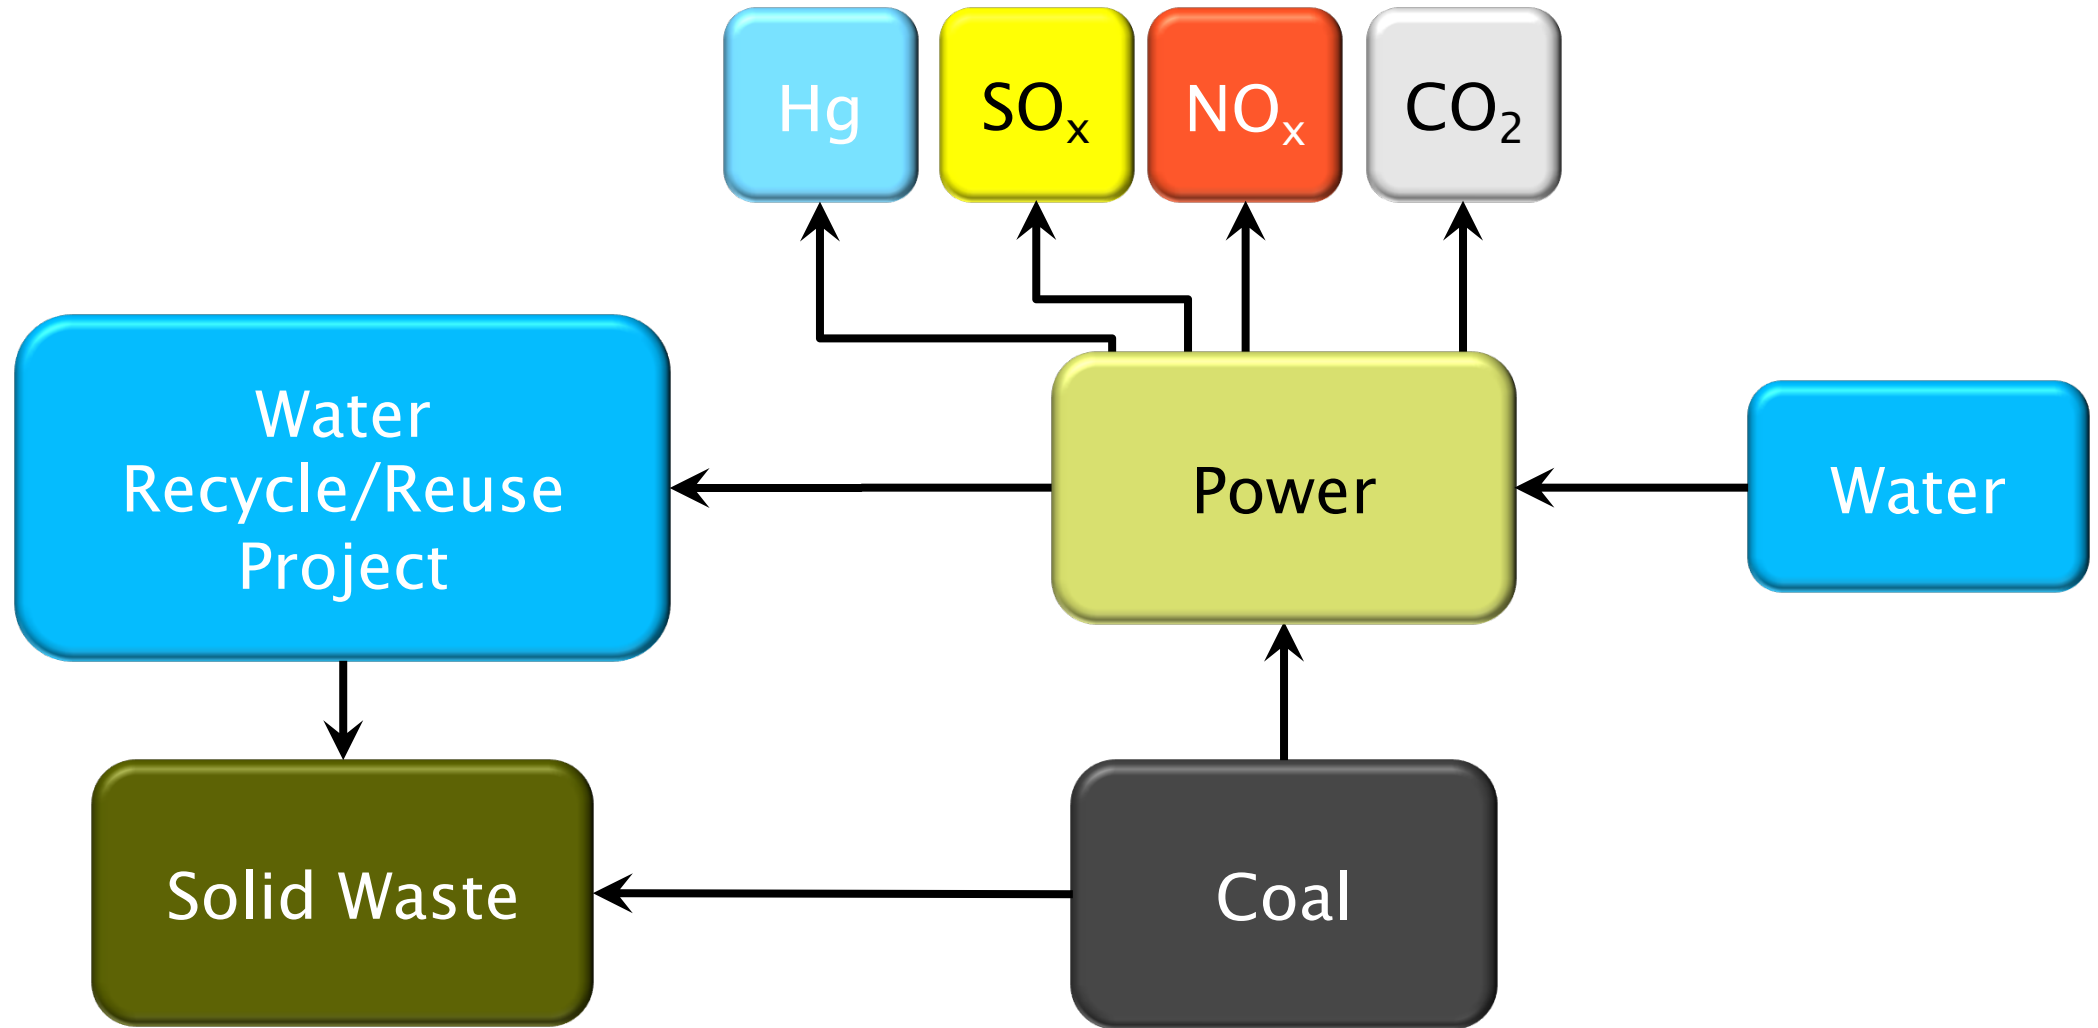 Hg
SOₓ
NOₓ
CO₂
Water
Recycle/Reuse
Project
Power
Water
Solid Waste
Coal